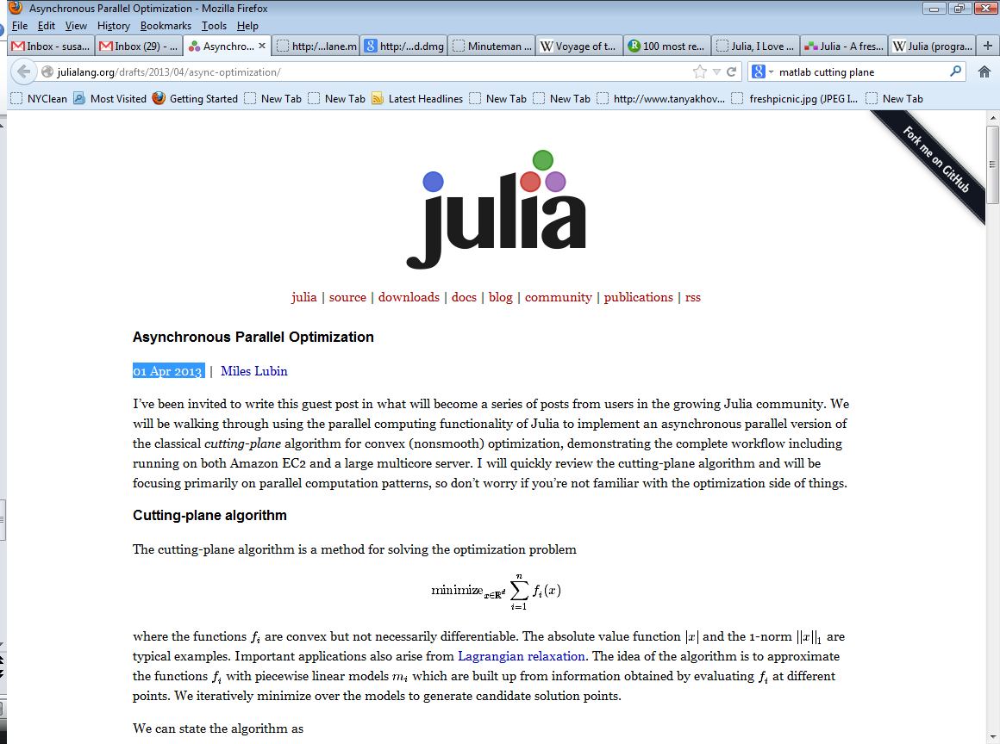 Asynchronous Parallel Optimization - Mozilla Firefox
File Edit View History Bookmarks Tools Help
Inbox - susa... Inbox (29) - ... Asynchro... http:/...lane.m http:/...d.dmg Minuteman ... Voyage of t... 100 most re... Julia, I Love ... Julia - A fres... Julia (progra...
julialang.org/drafts/2013/04/async-optimization/ matlab cutting plane
NYClean Most Visited Getting Started New Tab New Tab Latest Headlines New Tab New Tab http://www.tanyakhov... freshpicnic.jpg (JPEG I... New Tab
Fork me on GitHub
julia
julia | source | downloads | docs | blog | community | publications | rss
Asynchronous Parallel Optimization
01 Apr 2013 | Miles Lubin
I've been invited to write this guest post in what will become a series of posts from users in the growing Julia community. We
will be walking through using the parallel computing functionality of Julia to implement an asynchronous parallel version of
the classical cutting-plane algorithm for convex (nonsmooth) optimization, demonstrating the complete workflow including
running on both Amazon EC2 and a large multicore server. I will quickly review the cutting-plane algorithm and will be
focusing primarily on parallel computation patterns, so don't worry if you're not familiar with the optimization side of things.
Cutting-plane algorithm
The cutting-plane algorithm is a method for solving the optimization problem
minimize_{x∈ℝ^d} ∑_{i=1}^{n} f_i(x)
where the functions f_i are convex but not necessarily differentiable. The absolute value function |x| and the 1-norm ||x||_1 are
typical examples. Important applications also arise from Lagrangian relaxation. The idea of the algorithm is to approximate
the functions f_i with piecewise linear models m_i which are built up from information obtained by evaluating f_i at different
points. We iteratively minimize over the models to generate candidate solution points.
We can state the algorithm as